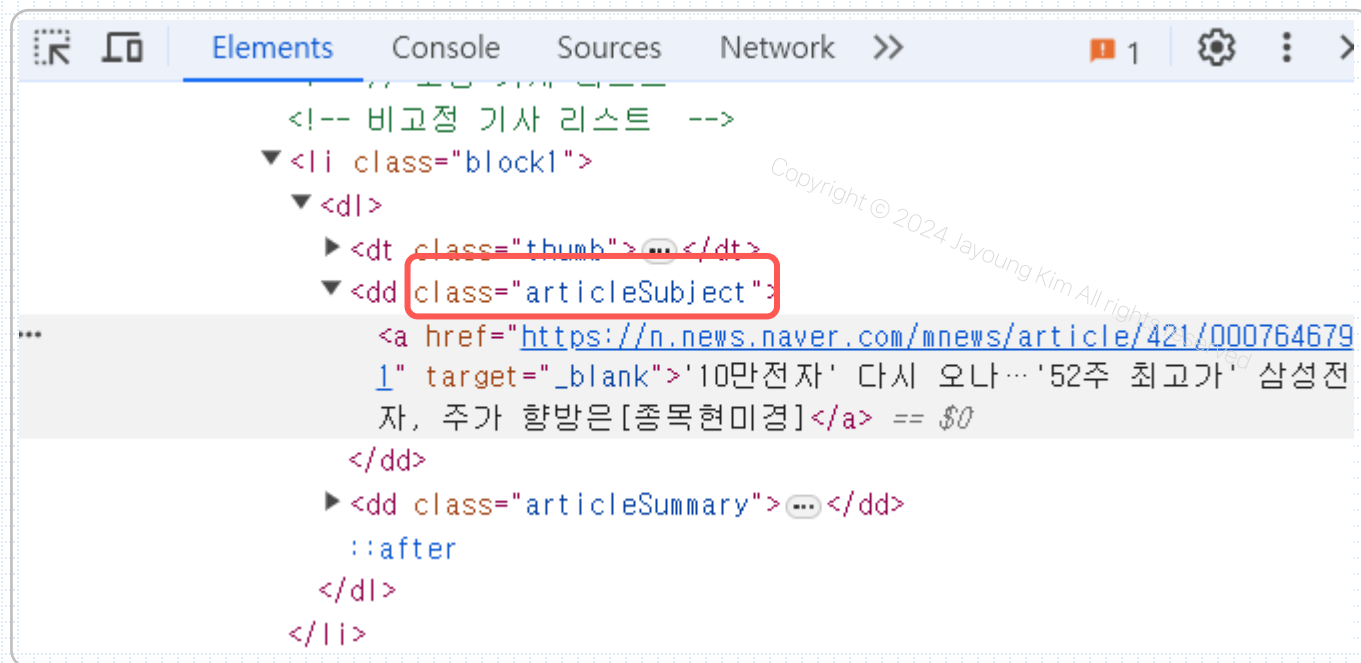 Elements Console Sources Network >> 1
<!-- 비고정 기사 리스트 -->
<li class="block1">
<dl>
<dt class="thumb">…</dt>
<dd class="articleSubject">
<a href="https://n.news.naver.com/mnews/article/421/000764679
1" target="_blank">'10만전자' 다시 오나…'52주 최고가' 삼성전
자, 주가 향방은[종목현미경]</a> == $0
</dd>
<dd class="articleSummary">…</dd>
::after
</dl>
</li>
Copyright © 2024 Jayoung Kim All rights reserved